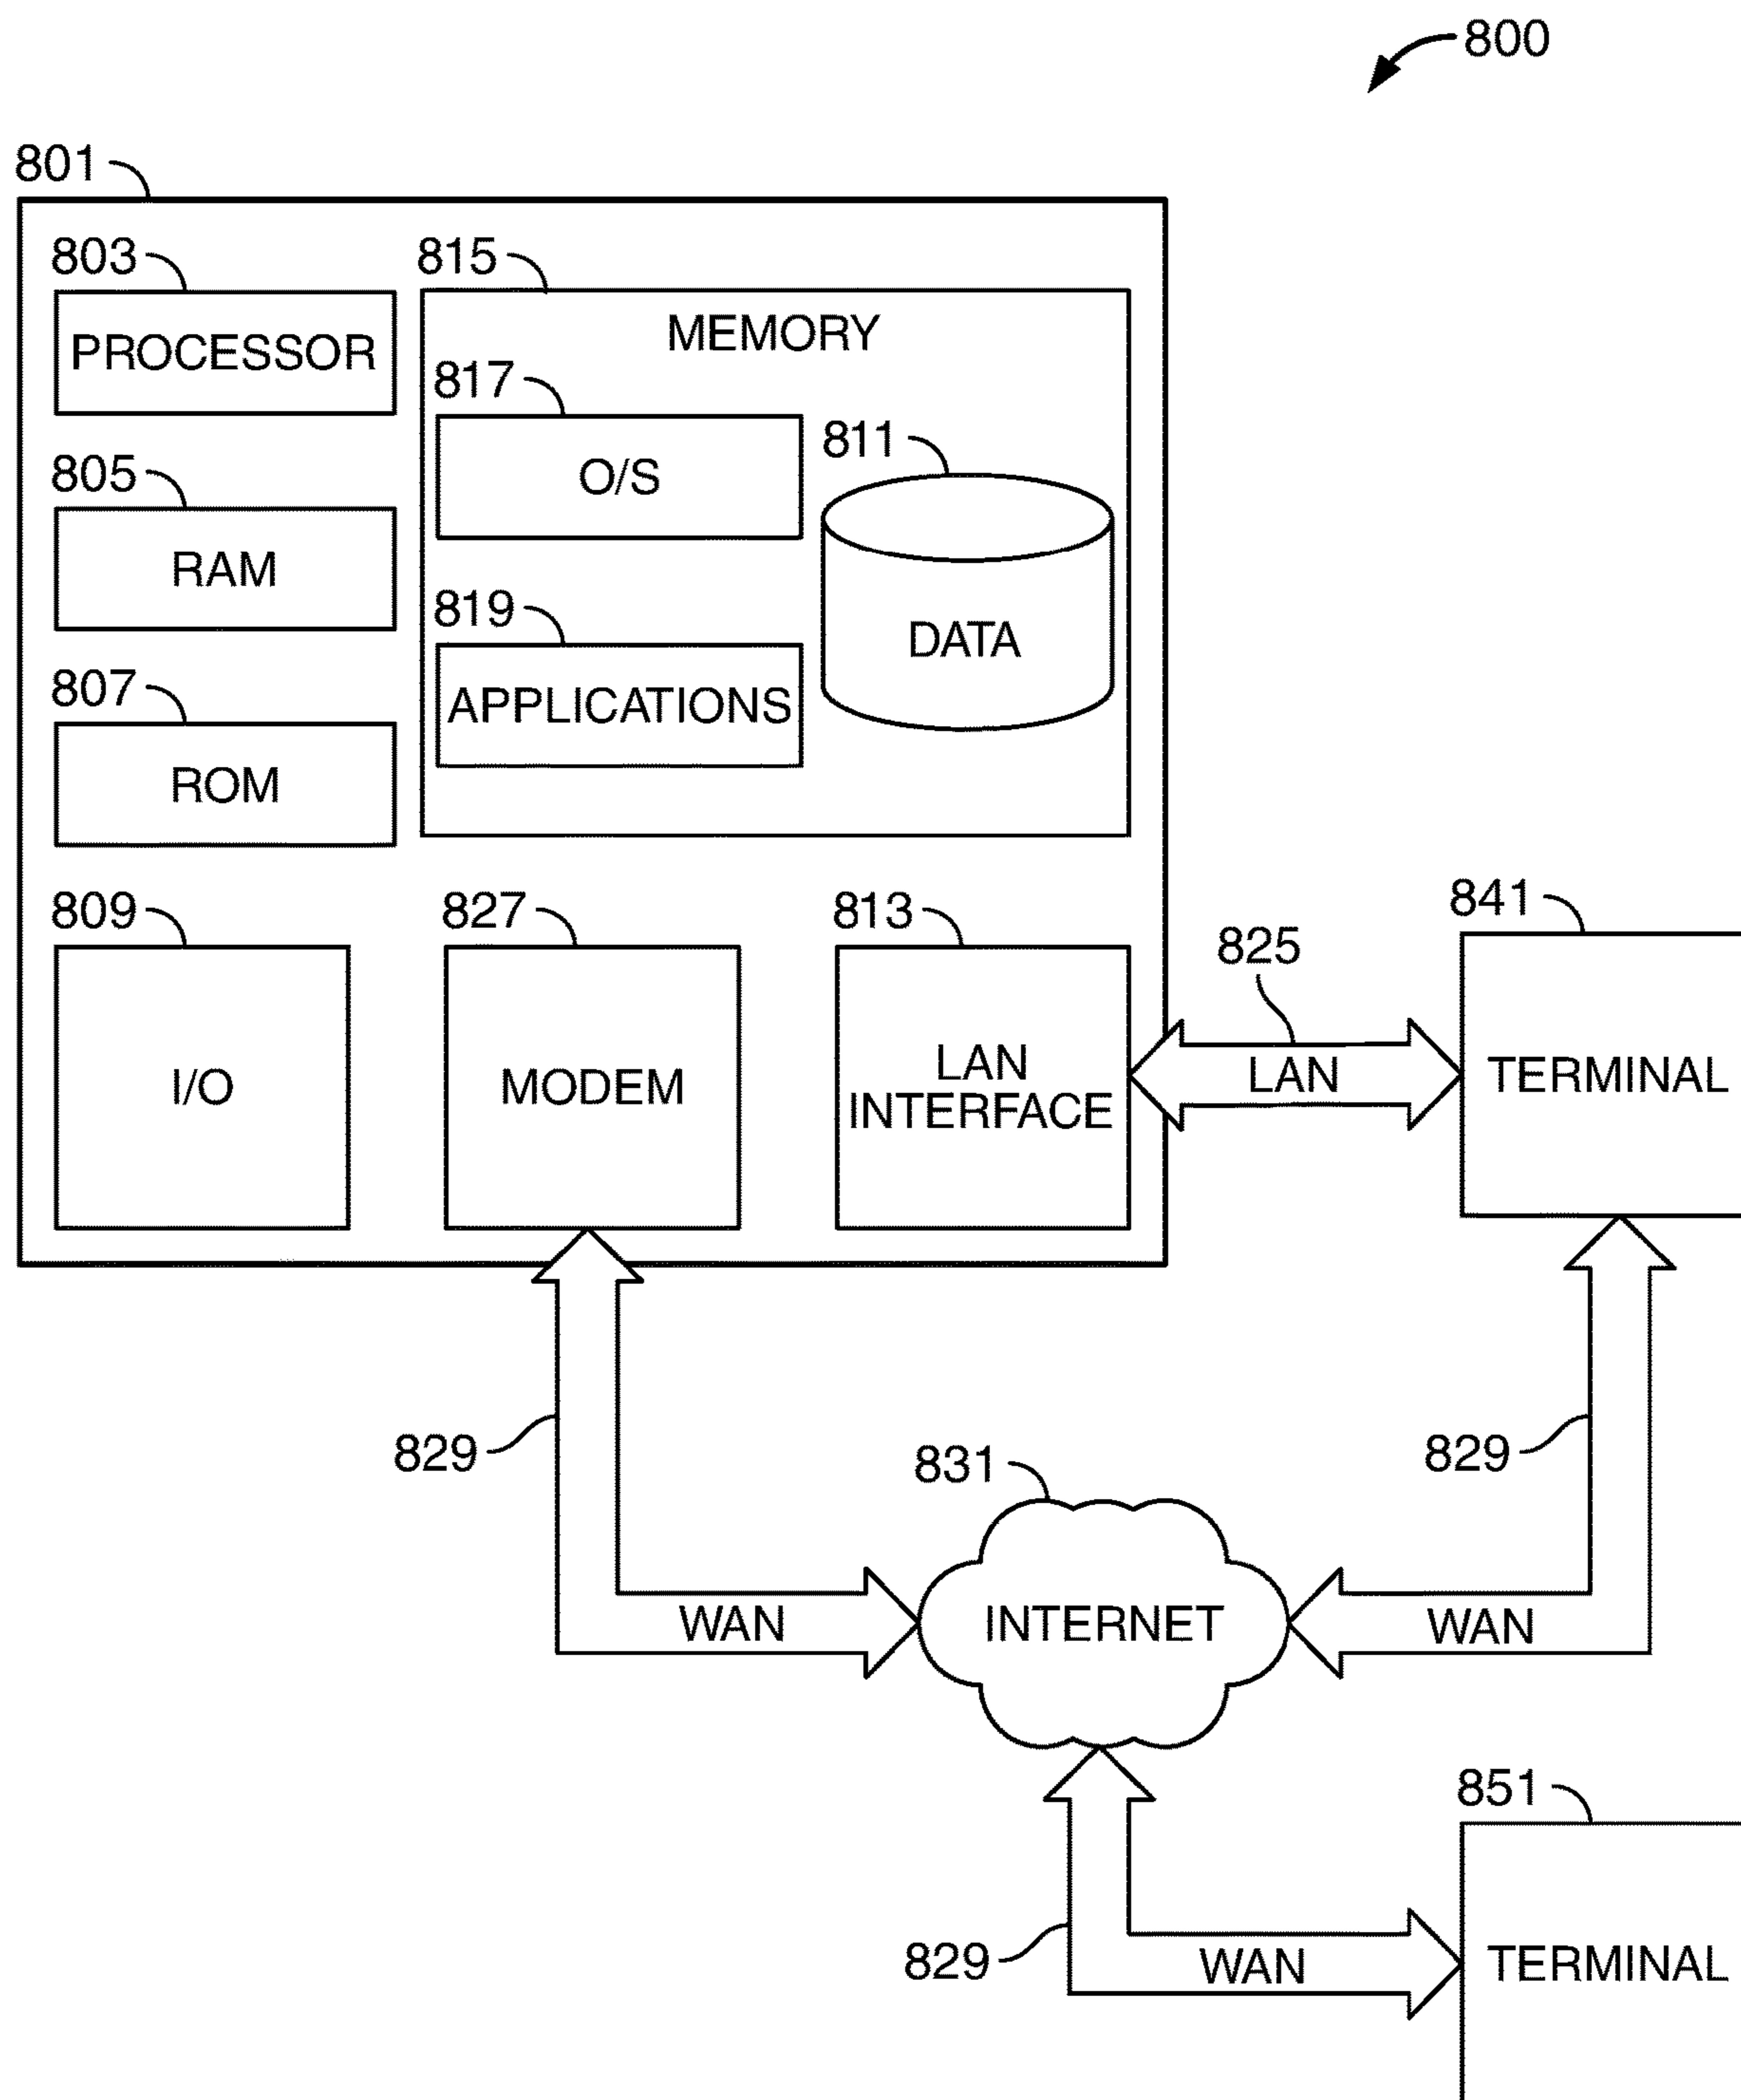 800
801
803
PROCESSOR
805
RAM
807
ROM
815
MEMORY
817
O/S
811
DATA
819
APPLICATIONS
809
I/O
827
MODEM
813
LAN
INTERFACE
825
LAN
841
TERMINAL
829
WAN
831
INTERNET
829
WAN
829
WAN
851
TERMINAL